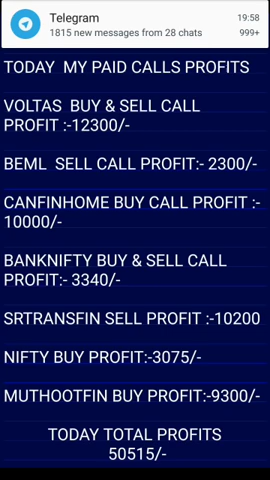 Telegram 19:58
1815 new messages from 28 chats 999+
TODAY  MY PAID CALLS PROFITS
VOLTAS  BUY & SELL CALL
PROFIT :-12300/-
BEML  SELL CALL PROFIT:- 2300/-
CANFINHOME BUY CALL PROFIT :-
10000/-
BANKNIFTY BUY & SELL CALL
PROFIT:- 3340/-
SRTRANSFIN SELL PROFIT :-10200
NIFTY BUY PROFIT:-3075/-
MUTHOOTFIN BUY PROFIT:-9300/-
TODAY TOTAL PROFITS
50515/-